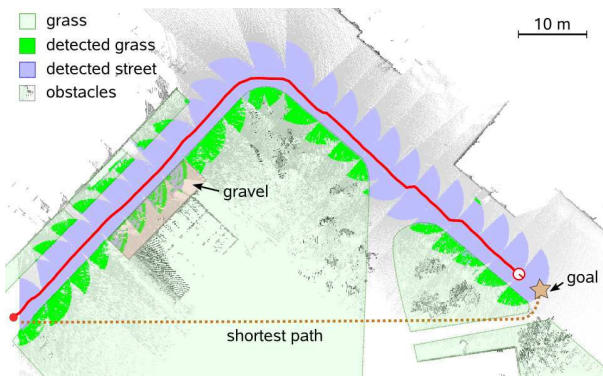 grass
detected grass
detected street
obstacles
10 m
gravel
goal
shortest path